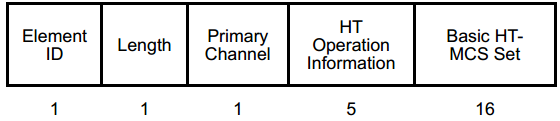 Element
ID
Length
Primary
Channel
HT
Operation
Information
Basic HT-
MCS Set
1
1
1
5
16